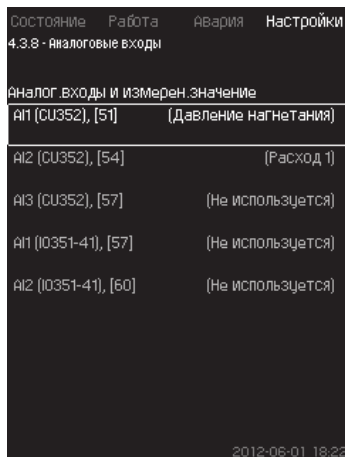 Состояние Работа Авария Настройки
4.3.8 - Аналоговые входы
Аналог.входы и измерен.значение
AI1 (CU352), [51] (Давление нагнетания)
AI2 (CU352), [54] (Расход 1)
AI3 (CU352), [57] (Не используется)
AI1 (IO351-41), [57] (Не используется)
AI2 (IO351-41), [60] (Не используется)
2012-06-01 18:22